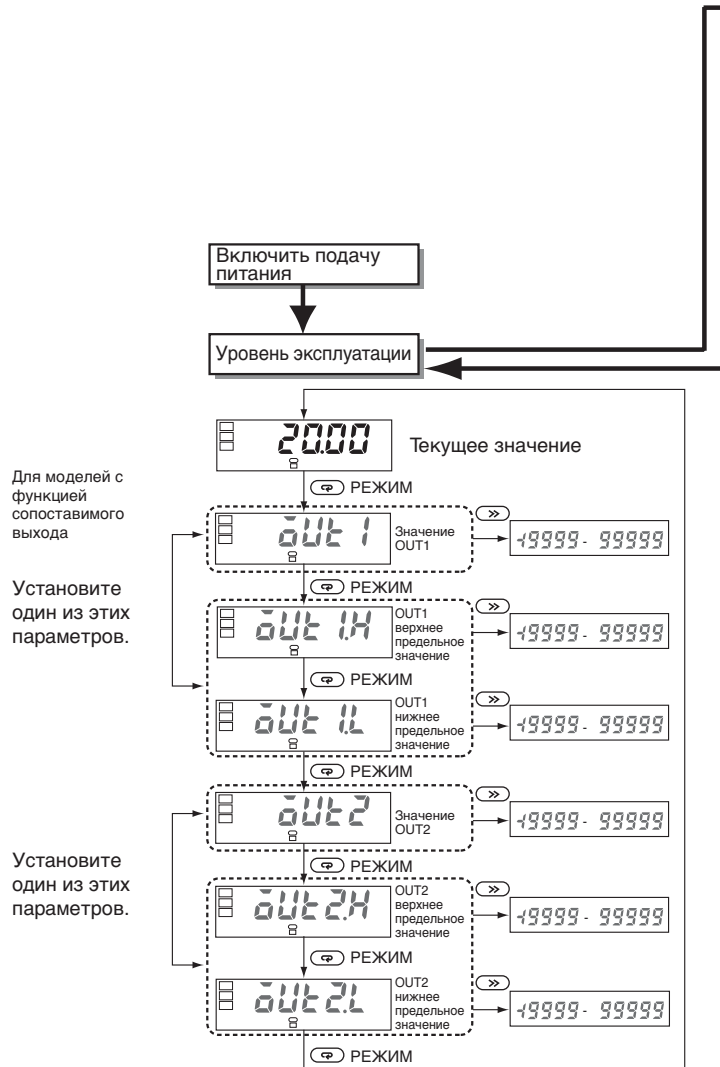 Включить подачу
питания
Уровень эксплуатации
20.00
Текущее значение
РЕЖИМ
Для моделей с
функцией
сопоставимого
выхода
Установите
один из этих
параметров.
oUt 1
Значение
OUT1
-19999 - 99999
РЕЖИМ
oUt 1.H
OUT1
верхнее
предельное
значение
-19999 - 99999
РЕЖИМ
oUt 1.L
OUT1
нижнее
предельное
значение
-19999 - 99999
РЕЖИМ
Установите
один из этих
параметров.
oUt2
Значение
OUT2
-19999 - 99999
РЕЖИМ
oUt2.H
OUT2
верхнее
предельное
значение
-19999 - 99999
РЕЖИМ
oUt2.L
OUT2
нижнее
предельное
значение
-19999 - 99999
РЕЖИМ